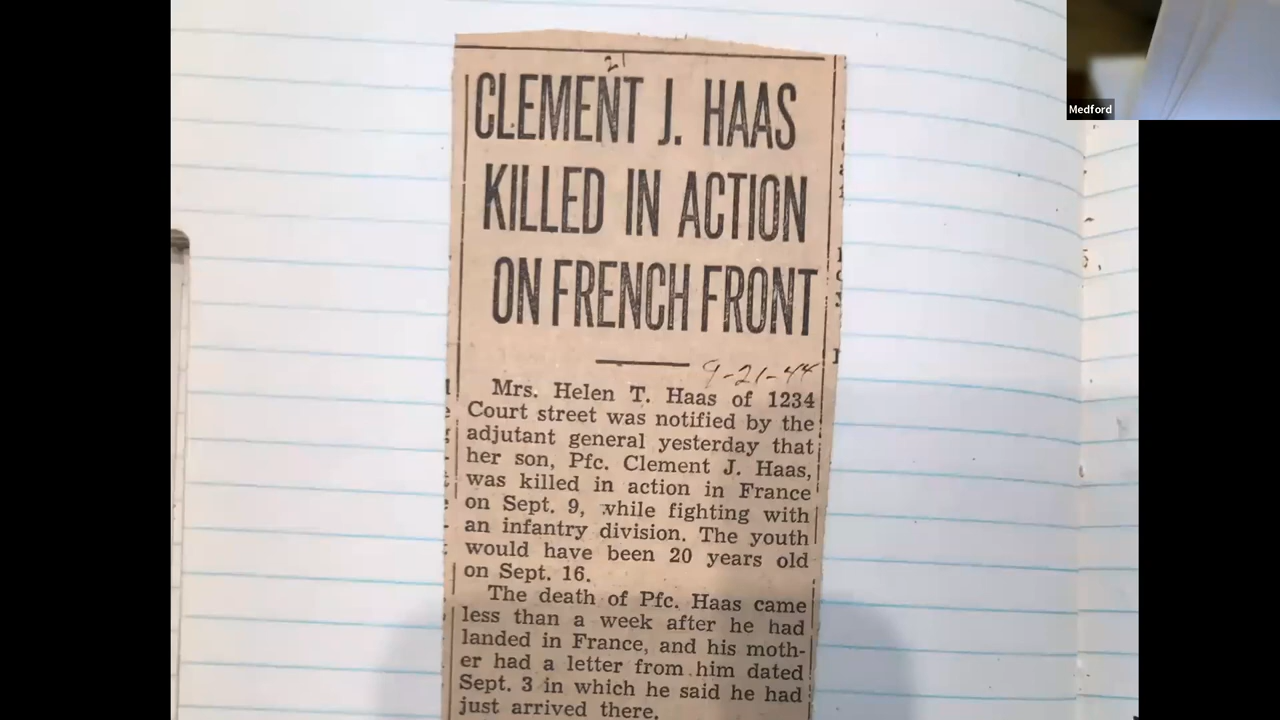 Medford
21
CLEMENT J. HAAS
KILLED IN ACTION
ON FRENCH FRONT
9-21-44
Mrs. Helen T. Haas of 1234
Court street was notified by the
adjutant general yesterday that
her son, Pfc. Clement J. Haas,
was killed in action in France
on Sept. 9, while fighting with
an infantry division. The youth
would have been 20 years old
on Sept. 16.
The death of Pfc. Haas came
less than a week after he had
landed in France, and his moth-
er had a letter from him dated
Sept. 3 in which he said he had
just arrived there.